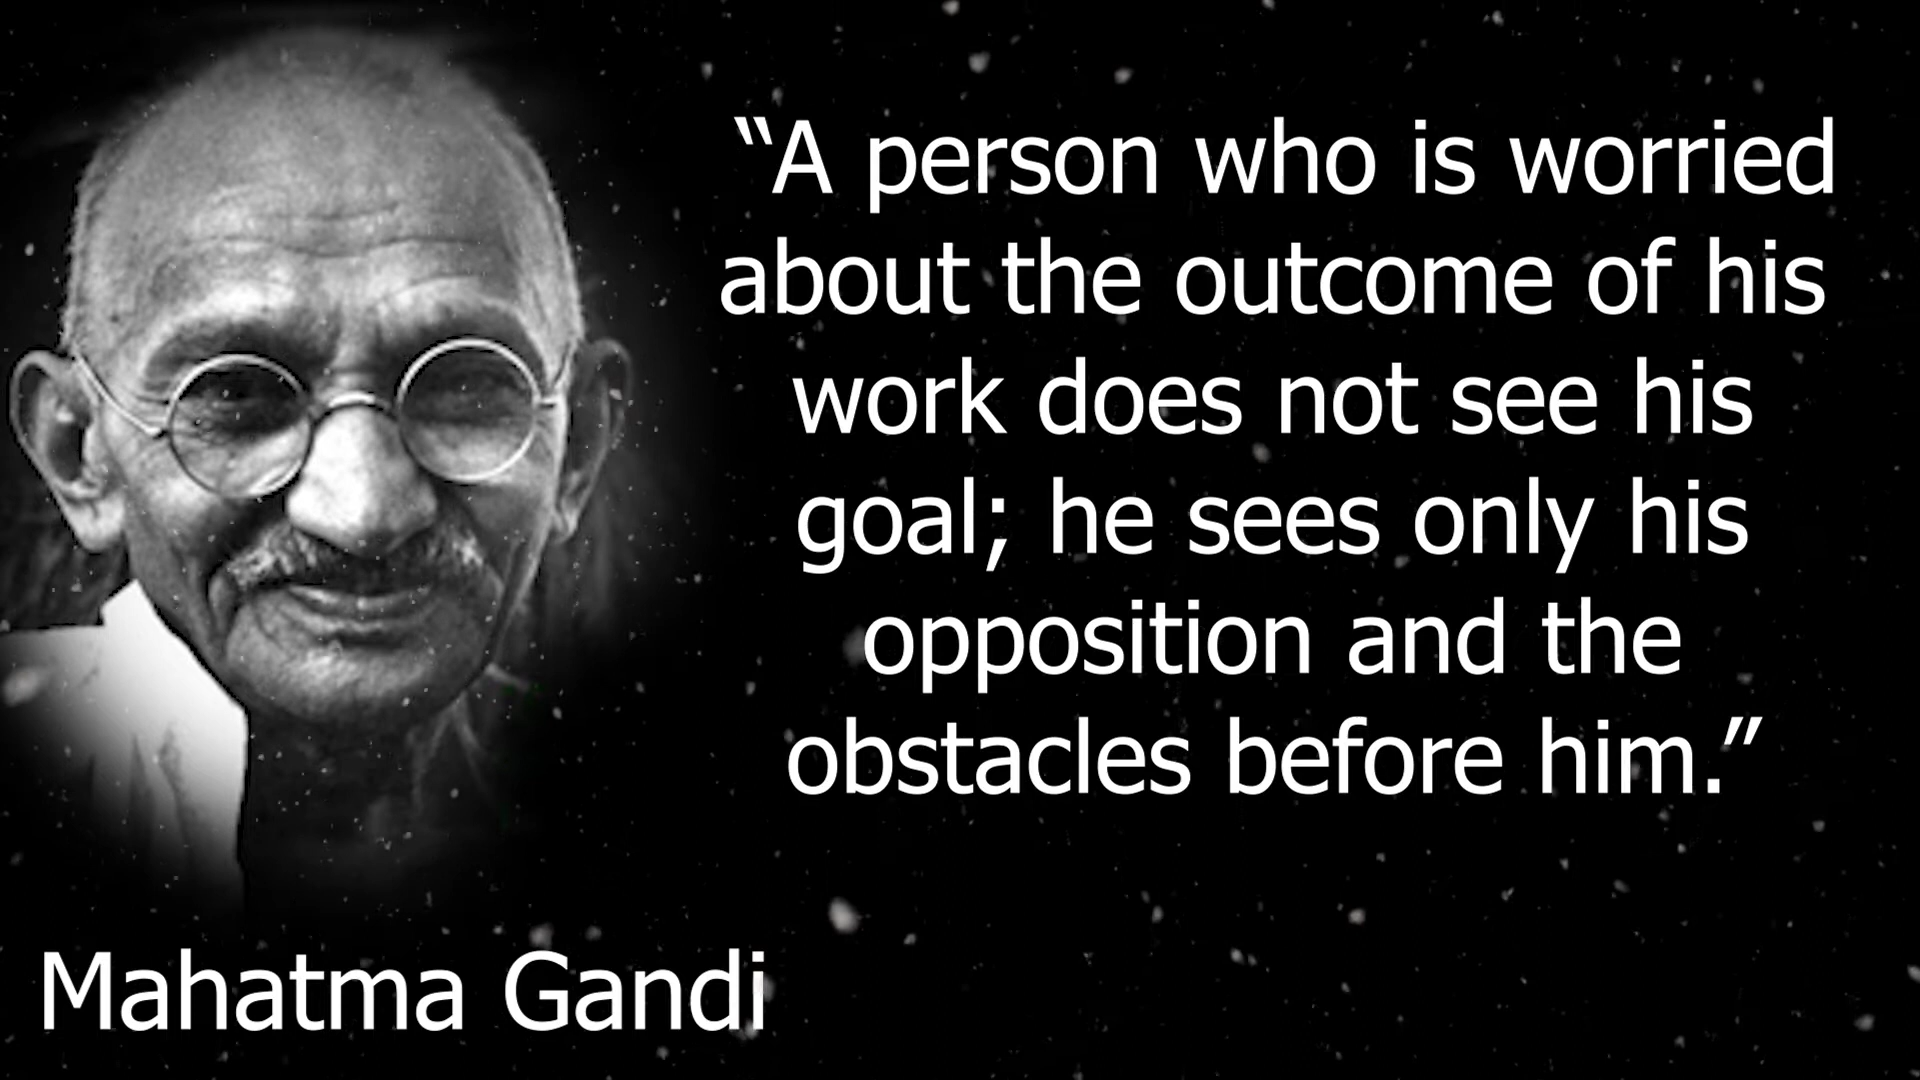 “A person who is worried
about the outcome of his
work does not see his
goal; he sees only his
opposition and the
obstacles before him.”
Mahatma Gandi